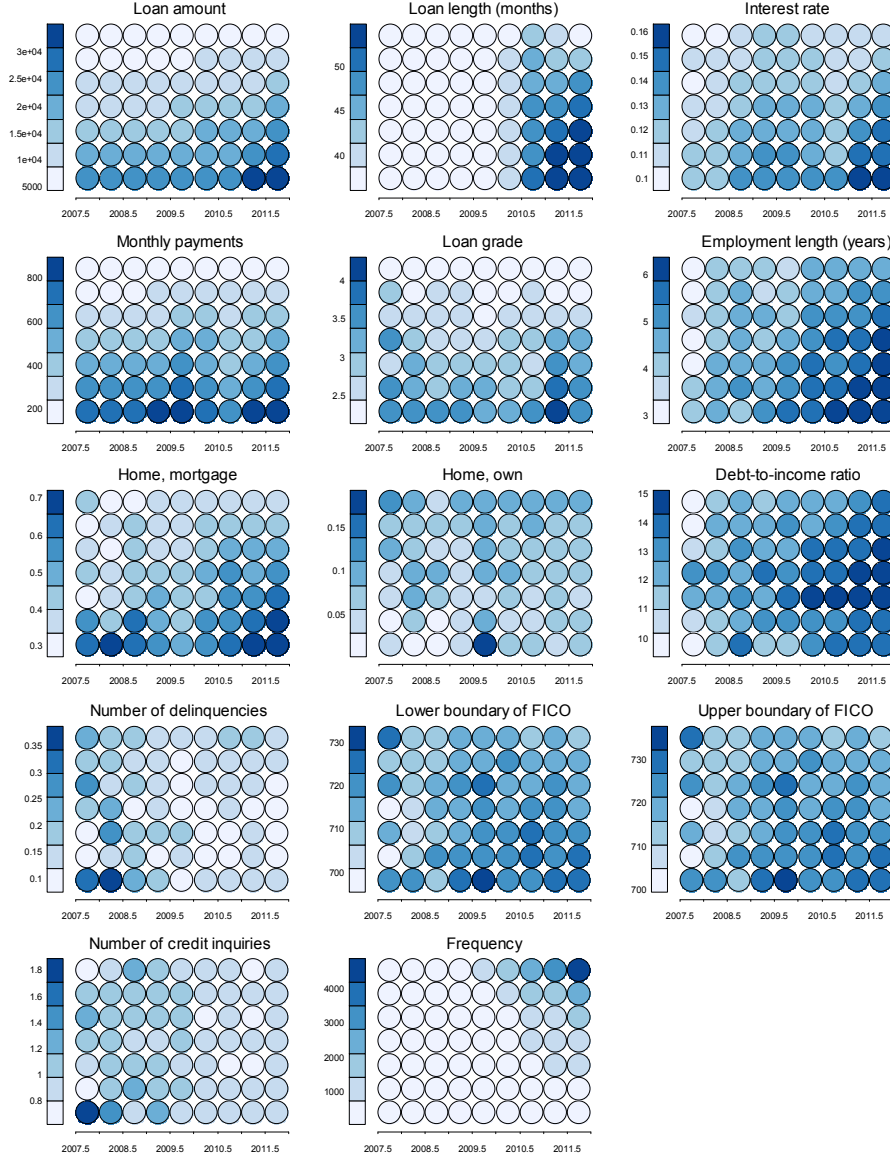 Loan amount
3e+04
2.5e+04
2e+04
1.5e+04
1e+04
5000
2007.5 2008.5 2009.5 2010.5 2011.5
Loan length (months)
50
45
40
2007.5 2008.5 2009.5 2010.5 2011.5
Interest rate
0.16
0.15
0.14
0.13
0.12
0.11
0.1
2007.5 2008.5 2009.5 2010.5 2011.5
Monthly payments
800
600
400
200
2007.5 2008.5 2009.5 2010.5 2011.5
Loan grade
4
3.5
3
2.5
2007.5 2008.5 2009.5 2010.5 2011.5
Employment length (years)
6
5
4
3
2007.5 2008.5 2009.5 2010.5 2011.5
Home, mortgage
0.7
0.6
0.5
0.4
0.3
2007.5 2008.5 2009.5 2010.5 2011.5
Home, own
0.15
0.1
0.05
2007.5 2008.5 2009.5 2010.5 2011.5
Debt-to-income ratio
15
14
13
12
11
10
2007.5 2008.5 2009.5 2010.5 2011.5
Number of delinquencies
0.35
0.3
0.25
0.2
0.15
0.1
2007.5 2008.5 2009.5 2010.5 2011.5
Lower boundary of FICO
730
720
710
700
2007.5 2008.5 2009.5 2010.5 2011.5
Upper boundary of FICO
730
720
710
700
2007.5 2008.5 2009.5 2010.5 2011.5
Number of credit inquiries
1.8
1.6
1.4
1.2
1
0.8
2007.5 2008.5 2009.5 2010.5 2011.5
Frequency
4000
3000
2000
1000
2007.5 2008.5 2009.5 2010.5 2011.5